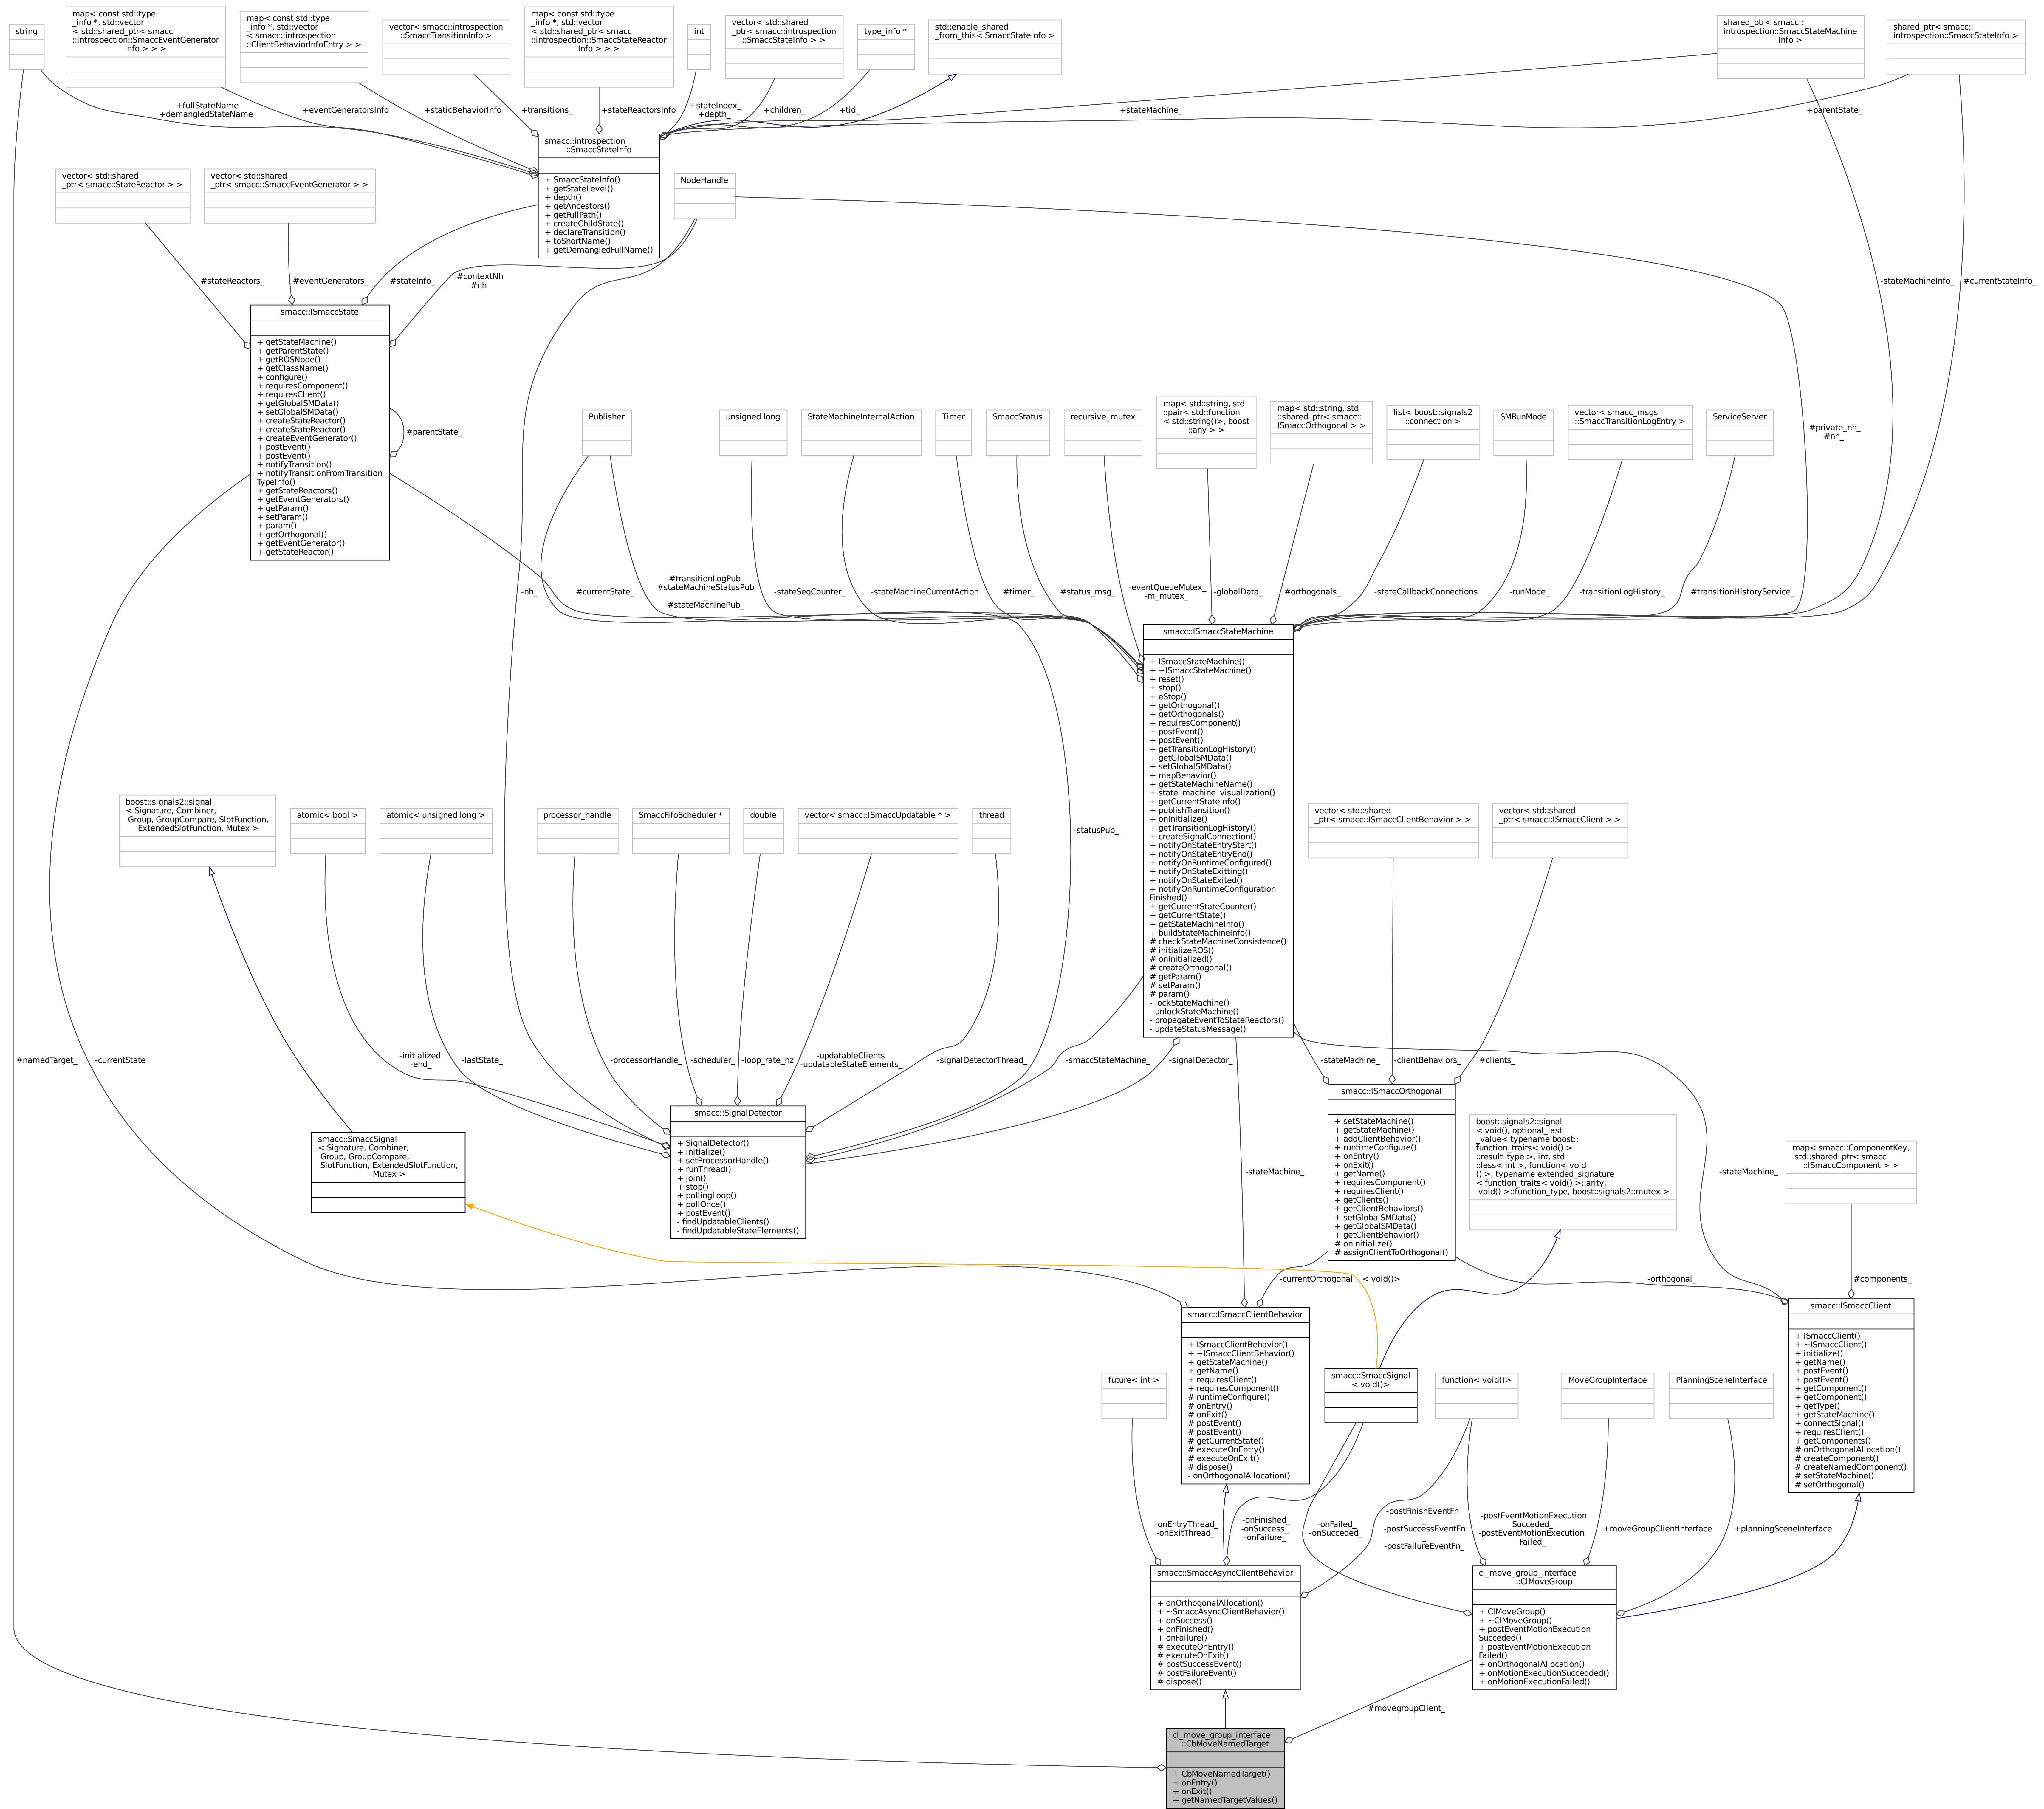 string
map< const std::type
_info *, std::vector
< std::shared_ptr< smacc
::introspection::SmaccEventGenerator
Info > > >
map< const std::type
_info *, std::vector
< smacc::introspection
::ClientBehaviorInfoEntry > >
vector< smacc::introspection
::SmaccTransitionInfo >
map< const std::type
_info *, std::vector
< std::shared_ptr< smacc
::introspection::SmaccStateReactor
Info > > >
int
vector< std::shared
_ptr< smacc::introspection
::SmaccStateInfo > >
type_info *
std::enable_shared
_from_this< SmaccStateInfo >
shared_ptr< smacc::
introspection::SmaccStateMachine
Info >
shared_ptr< smacc::
introspection::SmaccStateInfo >
+fullStateName
+demangledStateName
+eventGeneratorsInfo
+staticBehaviorInfo
+transitions_
+stateReactorsInfo
+stateIndex_
+depth_
+children_
+tid_
+stateMachine_
+parentState_
smacc::introspection
::SmaccStateInfo
+ SmaccStateInfo()
+ getStateLevel()
+ depth()
+ getAncestors()
+ getFullPath()
+ createChildState()
+ declareTransition()
+ toShortName()
+ getDemangledFullName()
vector< std::shared
_ptr< smacc::StateReactor > >
vector< std::shared
_ptr< smacc::SmaccEventGenerator > >
NodeHandle
#stateReactors_
#eventGenerators_
#stateInfo_
#contextNh
#nh
-stateMachineInfo_
#currentStateInfo_
smacc::ISmaccState
+ getStateMachine()
+ getParentState()
+ getROSNode()
+ getClassName()
+ configure()
+ requiresComponent()
+ requiresClient()
+ getGlobalSMData()
+ setGlobalSMData()
+ createStateReactor()
+ createStateReactor()
+ createEventGenerator()
+ postEvent()
+ postEvent()
+ notifyTransition()
+ notifyTransitionFromTransition
TypeInfo()
+ getStateReactors()
+ getEventGenerators()
+ getParam()
+ setParam()
+ param()
+ getOrthogonal()
+ getEventGenerator()
+ getStateReactor()
#parentState_
Publisher
unsigned long
StateMachineInternalAction
Timer
SmaccStatus
recursive_mutex
map< std::string, std
::pair< std::function
< std::string()>, boost
::any > >
map< std::string, std
::shared_ptr< smacc::
ISmaccOrthogonal > >
list< boost::signals2
::connection >
SMRunMode
vector< smacc_msgs
::SmaccTransitionLogEntry >
ServiceServer
#private_nh_
#nh_
-nh_
#currentState_
#transitionLogPub_
#stateMachineStatusPub
_
#stateMachinePub_
-stateSeqCounter_
-stateMachineCurrentAction
#timer_
#status_msg_
-eventQueueMutex_
-m_mutex_
-globalData_
#orthogonals_
-stateCallbackConnections
-runMode_
-transitionLogHistory_
#transitionHistoryService_
smacc::ISmaccStateMachine
+ ISmaccStateMachine()
+ ~ISmaccStateMachine()
+ reset()
+ stop()
+ eStop()
+ getOrthogonal()
+ getOrthogonals()
+ requiresComponent()
+ postEvent()
+ postEvent()
+ getTransitionLogHistory()
+ getGlobalSMData()
+ setGlobalSMData()
+ mapBehavior()
+ getStateMachineName()
+ state_machine_visualization()
+ getCurrentStateInfo()
+ publishTransition()
+ onInitialize()
+ getTransitionLogHistory()
+ createSignalConnection()
+ notifyOnStateEntryStart()
+ notifyOnStateEntryEnd()
+ notifyOnRuntimeConfigured()
+ notifyOnStateExitting()
+ notifyOnStateExited()
+ notifyOnRuntimeConfiguration
Finished()
+ getCurrentStateCounter()
+ getCurrentState()
+ getStateMachineInfo()
+ buildStateMachineInfo()
# checkStateMachineConsistence()
# initializeROS()
# onInitialized()
# createOrthogonal()
# getParam()
# setParam()
# param()
- lockStateMachine()
- unlockStateMachine()
- propagateEventToStateReactors()
- updateStatusMessage()
boost::signals2::signal
< Signature, Combiner,
Group, GroupCompare, SlotFunction,
ExtendedSlotFunction, Mutex >
atomic< bool >
atomic< unsigned long >
processor_handle
SmaccFifoScheduler *
double
vector< smacc::ISmaccUpdatable * >
thread
-statusPub_
vector< std::shared
_ptr< smacc::ISmaccClientBehavior > >
vector< std::shared
_ptr< smacc::ISmaccClient > >
#namedTarget_
-currentState
-initialized_
-end_
-lastState_
-processorHandle_
-scheduler_
-loop_rate_hz
-updatableClients_
-updatableStateElements_
-signalDetectorThread_
-smaccStateMachine_
-signalDetector_
-stateMachine_
-clientBehaviors_
#clients_
smacc::SmaccSignal
< Signature, Combiner,
Group, GroupCompare,
SlotFunction, ExtendedSlotFunction,
Mutex >
smacc::SignalDetector
+ SignalDetector()
+ initialize()
+ setProcessorHandle()
+ runThread()
+ join()
+ stop()
+ pollingLoop()
+ pollOnce()
+ postEvent()
- findUpdatableClients()
- findUpdatableStateElements()
-stateMachine_
smacc::ISmaccOrthogonal
+ setStateMachine()
+ getStateMachine()
+ addClientBehavior()
+ runtimeConfigure()
+ onEntry()
+ onExit()
+ getName()
+ requiresComponent()
+ requiresClient()
+ getClients()
+ getClientBehaviors()
+ setGlobalSMData()
+ getGlobalSMData()
+ getClientBehavior()
# onInitialize()
# assignClientToOrthogonal()
boost::signals2::signal
< void(), optional_last
_value< typename boost::
function_traits< void() >
::result_type >, int, std
::less< int >, function< void
() >, typename extended_signature
< function_traits< void() >::arity,
void() >::function_type, boost::signals2::mutex >
-stateMachine_
map< smacc::ComponentKey,
std::shared_ptr< smacc
::ISmaccComponent > >
-currentOrthogonal
< void()>
-orthogonal_
#components_
smacc::ISmaccClientBehavior
+ ISmaccClientBehavior()
+ ~ISmaccClientBehavior()
+ getStateMachine()
+ getName()
+ requiresClient()
+ requiresComponent()
# runtimeConfigure()
# onEntry()
# onExit()
# postEvent()
# postEvent()
# getCurrentState()
# executeOnEntry()
# executeOnExit()
# dispose()
- onOrthogonalAllocation()
smacc::ISmaccClient
+ ISmaccClient()
+ ~ISmaccClient()
+ initialize()
+ getName()
+ postEvent()
+ postEvent()
+ getComponent()
+ getComponent()
+ getType()
+ getStateMachine()
+ connectSignal()
+ requiresClient()
+ getComponents()
# onOrthogonalAllocation()
# createComponent()
# createNamedComponent()
# setStateMachine()
# setOrthogonal()
future< int >
smacc::SmaccSignal
< void()>
function< void()>
MoveGroupInterface
PlanningSceneInterface
-onEntryThread_
-onExitThread_
-onFinished_
-onSuccess_
-onFailure_
-onFailed_
-onSucceded_
-postFinishEventFn
_
-postSuccessEventFn
_
-postFailureEventFn_
-postEventMotionExecution
Succeded_
-postEventMotionExecution
Failed_
+moveGroupClientInterface
+planningSceneInterface
smacc::SmaccAsyncClientBehavior
+ onOrthogonalAllocation()
+ ~SmaccAsyncClientBehavior()
+ onSuccess()
+ onFinished()
+ onFailure()
# executeOnEntry()
# executeOnExit()
# postSuccessEvent()
# postFailureEvent()
# dispose()
cl_move_group_interface
::ClMoveGroup
+ ClMoveGroup()
+ ~ClMoveGroup()
+ postEventMotionExecution
Succeded()
+ postEventMotionExecution
Failed()
+ onOrthogonalAllocation()
+ onMotionExecutionSuccedded()
+ onMotionExecutionFailed()
#movegroupClient_
cl_move_group_interface
::CbMoveNamedTarget
+ CbMoveNamedTarget()
+ onEntry()
+ onExit()
+ getNamedTargetValues()